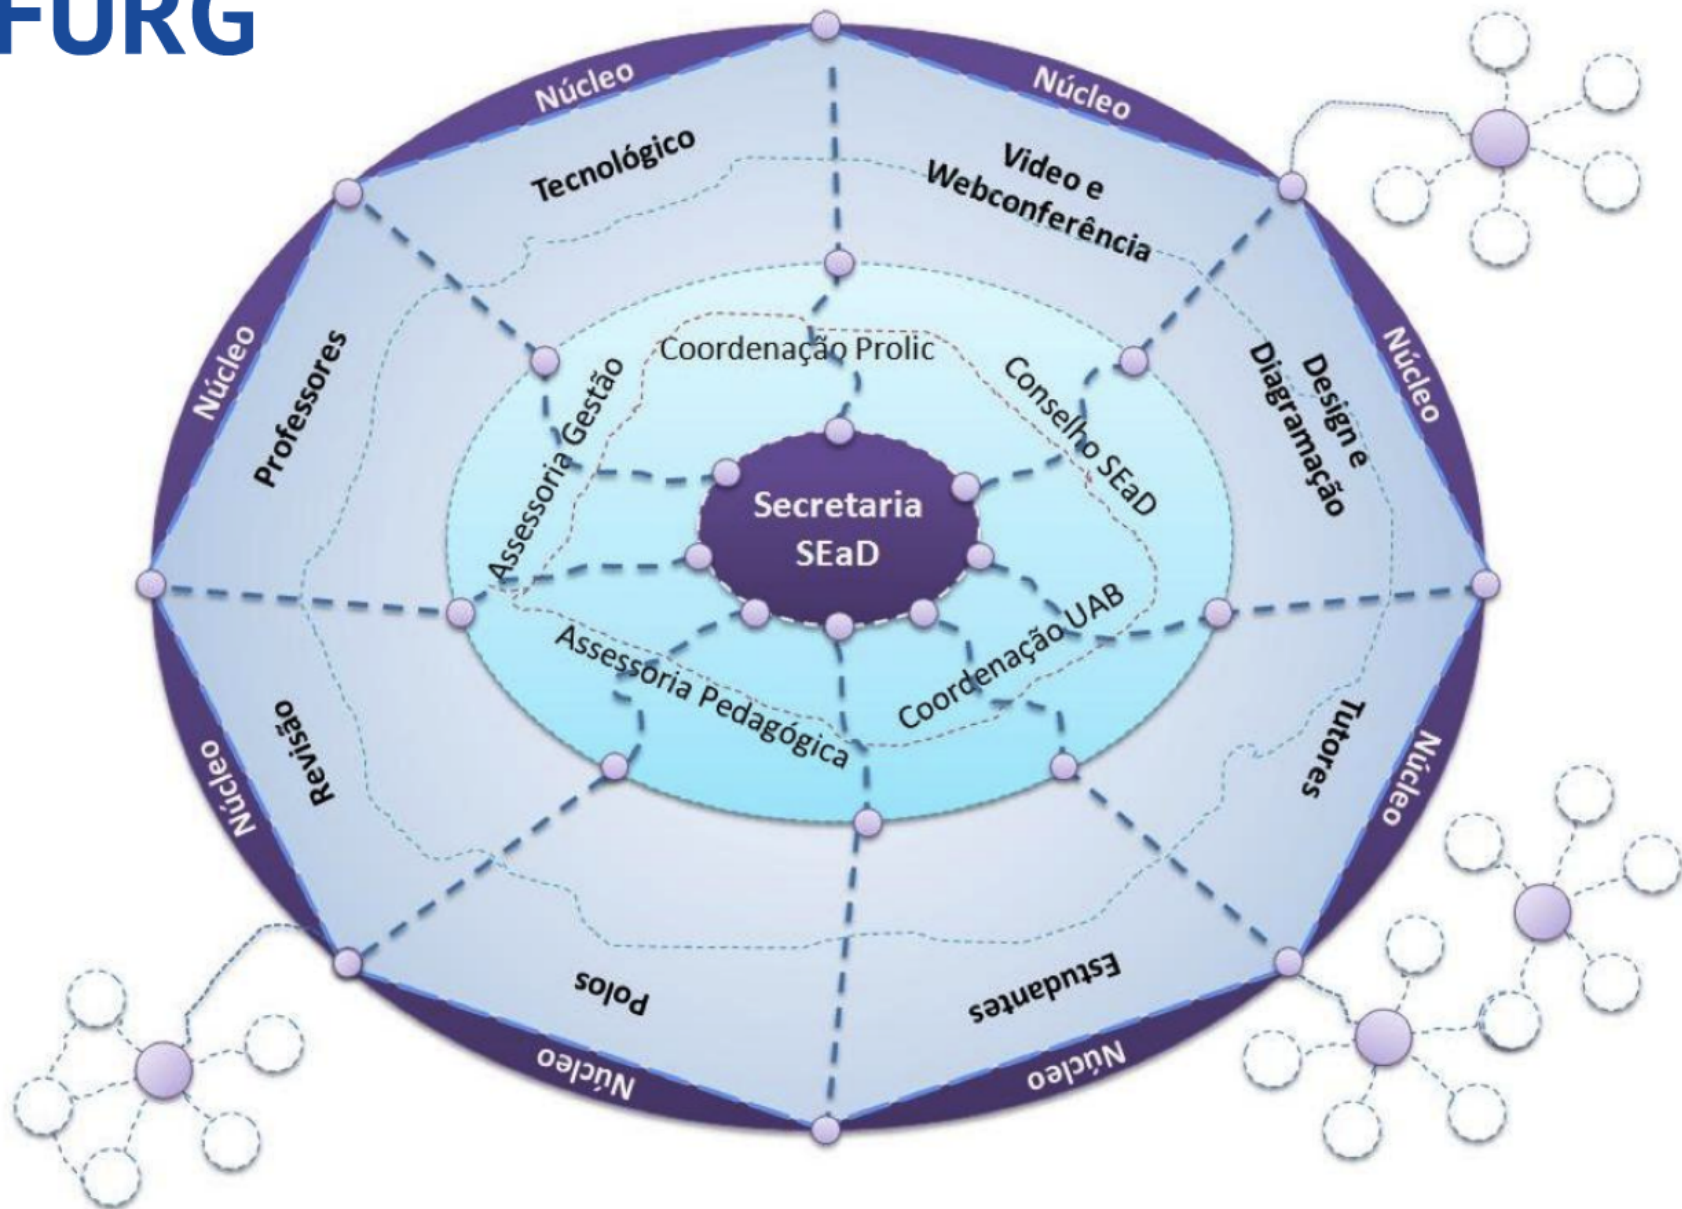 FURG
Núcleo
Tecnológico
Núcleo
Video e
Webconferência
Núcleo
Design e
Diagramação
Núcleo
Tutores
Núcleo
Estudantes
Núcleo
Polos
Núcleo
Revisão
Núcleo
Professores
Coordenação Prolic
Conselho SEaD
Coordenação UAB
Assessoria Pedagógica
Assessoria Gestão
Secretaria
SEaD